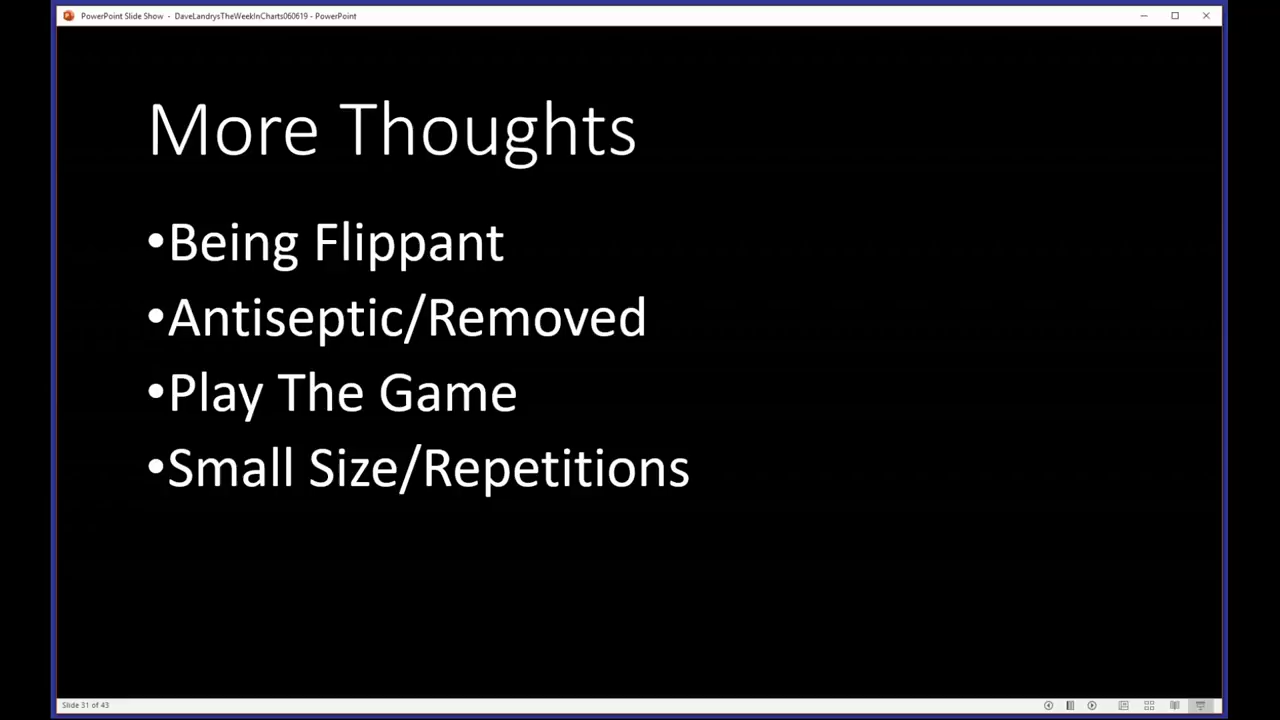 PowerPoint Slide Show - DaveLandrysTheWeekInCharts060619 - PowerPoint
More Thoughts
•Being Flippant
•Antiseptic/Removed
•Play The Game
•Small Size/Repetitions
Slide 31 of 43